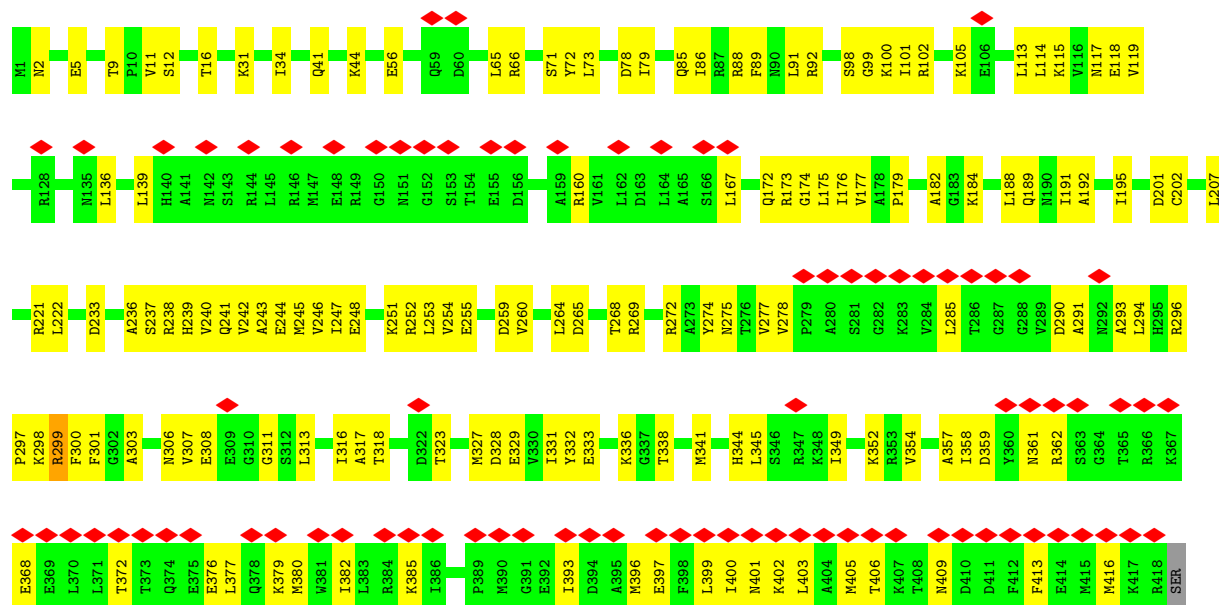 M1 N2 E5 T9 P10 V11 S12 T16 K31 I34 Q41 K44 E56 Q59 D60 L65 R66 S71 Y72 L73 D78 I79 Q85 I86 R87 R88 F89 N90 L91 R92 S98 G99 K100 I101 R102 K105 E106 L113 L114 K115 V116 N117 E118 V119
R128 N135 L136 L139 H140 A141 N142 S143 R144 L145 R146 M147 E148 R149 G150 N151 G152 S153 T154 E155 D156 A159 R160 V161 L162 D163 L164 A165 S166 L167 Q172 R173 G174 L175 I176 V177 A178 P179 A182 G183 K184 L188 Q189 N190 I191 A192 I195 D201 C202 L207
R221 L222 D233 A236 S237 R238 H239 V240 Q241 V242 A243 E244 M245 V246 I247 E248 K251 R252 L253 V254 E255 D259 V260 L264 D265 T268 R269 R272 A273 Y274 N275 T276 V277 V278 P279 A280 S281 G282 K283 V284 L285 T286 G287 G288 V289 D290 A291 N292 A293 L294 H295 R296
P297 K298 R299 F300 F301 G302 A303 N306 V307 E308 E309 G310 G311 S312 L313 I316 A317 T318 D322 T323 M327 D328 E329 V330 I331 Y332 E333 K336 G337 T338 M341 H344 L345 S346 R347 K348 I349 K352 R353 V354 A357 I358 D359 Y360 N361 R362 S363 G364 T365 R366 K367
E368 E369 L370 L371 T372 T373 Q374 E375 E376 L377 Q378 K379 M380 W381 I382 L383 R384 K385 I386 P389 M390 G391 E392 I393 D394 A395 M396 E397 F398 L399 I400 N401 K402 L403 A404 M405 T406 K407 T408 N409 D410 D411 F412 F413 E414 M415 M416 K417 R418 SER